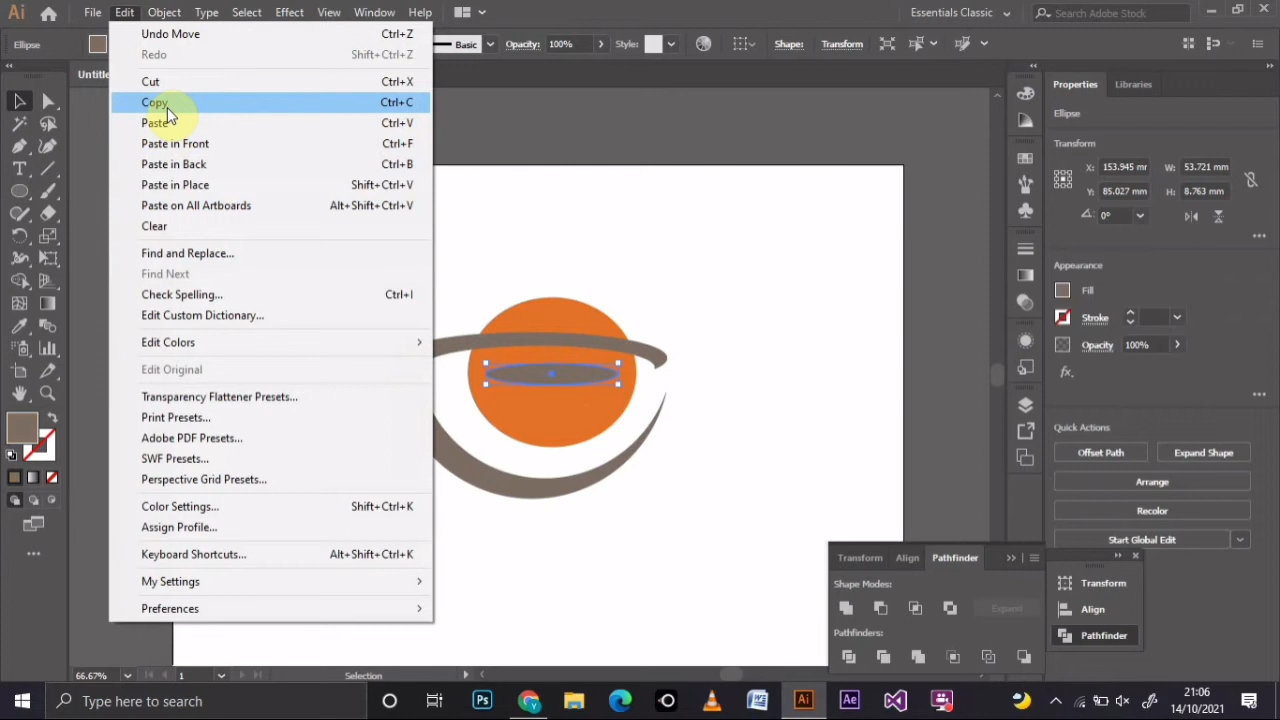 Ai File Edit Object Type Select Effect View Window Help Essentials Classic Search Adobe Stock
Ellipse Basic Opacity: 100% Style: Shape: Transform
Undo Move Ctrl+Z
Redo Shift+Ctrl+Z
Cut Ctrl+X
Copy Ctrl+C
Paste Ctrl+V
Paste in Front Ctrl+F
Paste in Back Ctrl+B
Paste in Place Shift+Ctrl+V
Paste on All Artboards Alt+Shift+Ctrl+V
Clear
Find and Replace...
Find Next
Check Spelling... Ctrl+I
Edit Custom Dictionary...
Edit Colors
Edit Original
Transparency Flattener Presets...
Print Presets...
Adobe PDF Presets...
SWF Presets...
Perspective Grid Presets...
Color Settings... Shift+Ctrl+K
Assign Profile...
Keyboard Shortcuts... Alt+Shift+Ctrl+K
My Settings
Preferences
Untitle
Properties Libraries
Ellipse
Transform
X: 153.945 mr W: 53.721 mm
Y: 85.027 mm H: 8.763 mm
0°
Appearance
Fill
Stroke
Opacity 100%
fx
Quick Actions
Offset Path Expand Shape
Arrange
Recolor
Start Global Edit
Transform Align Pathfinder
Shape Modes:
Expand
Pathfinders:
Transform
Align
Pathfinder
66.67% 1 Selection
Type here to search Ps Ai Ae 21:06
14/10/2021